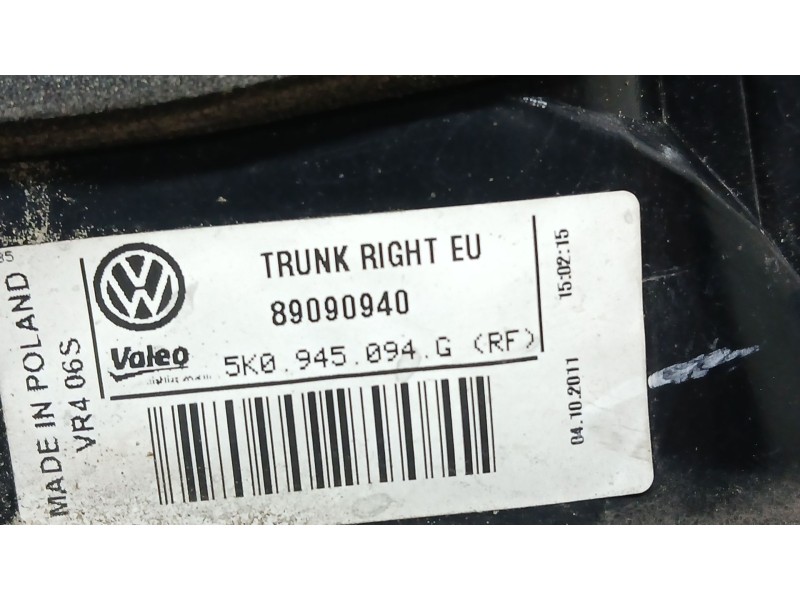 85
MADE IN POLAND
VR4 06S
TRUNK RIGHT EU
89090940
Valeo
5K0.945.094.G (RF)
15:02:15
04.10.2011